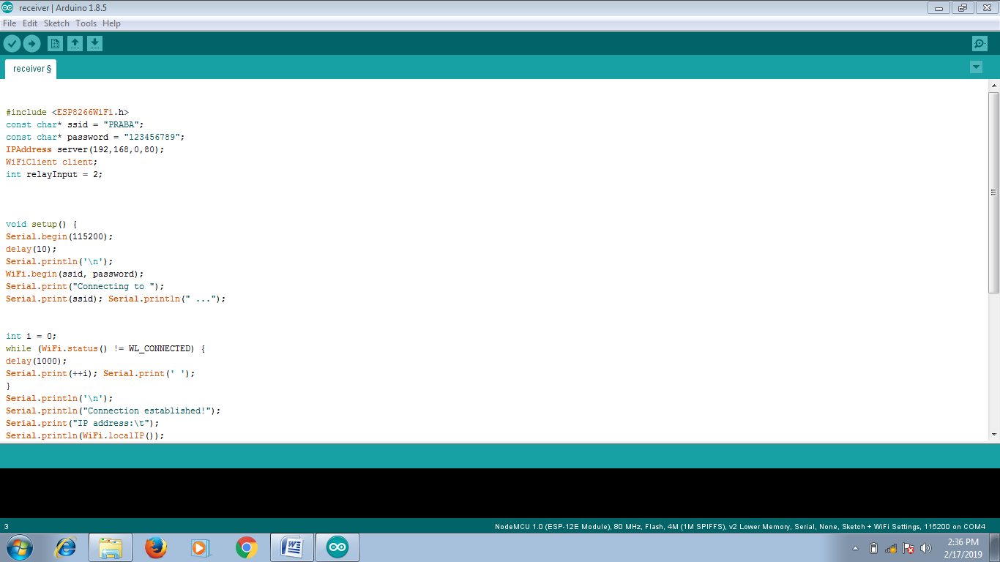 receiver | Arduino 1.8.5
File Edit Sketch Tools Help
receiver §
#include <ESP8266WiFi.h>
const char* ssid = "PRABA";
const char* password = "123456789";
IPAddress server(192,168,0,80);
WiFiClient client;
int relayInput = 2;
void setup() {
Serial.begin(115200);
delay(10);
Serial.println('\n');
WiFi.begin(ssid, password);
Serial.print("Connecting to ");
Serial.print(ssid); Serial.println(" ...");
int i = 0;
while (WiFi.status() != WL_CONNECTED) {
delay(1000);
Serial.print(++i); Serial.print(' ');
}
Serial.println('\n');
Serial.println("Connection established!");
Serial.print("IP address:\t");
Serial.println(WiFi.localIP());
3 NodeMCU 1.0 (ESP-12E Module), 80 MHz, Flash, 4M (1M SPIFFS), v2 Lower Memory, Serial, None, Sketch + WiFi Settings, 115200 on COM4
2:36 PM
2/17/2019